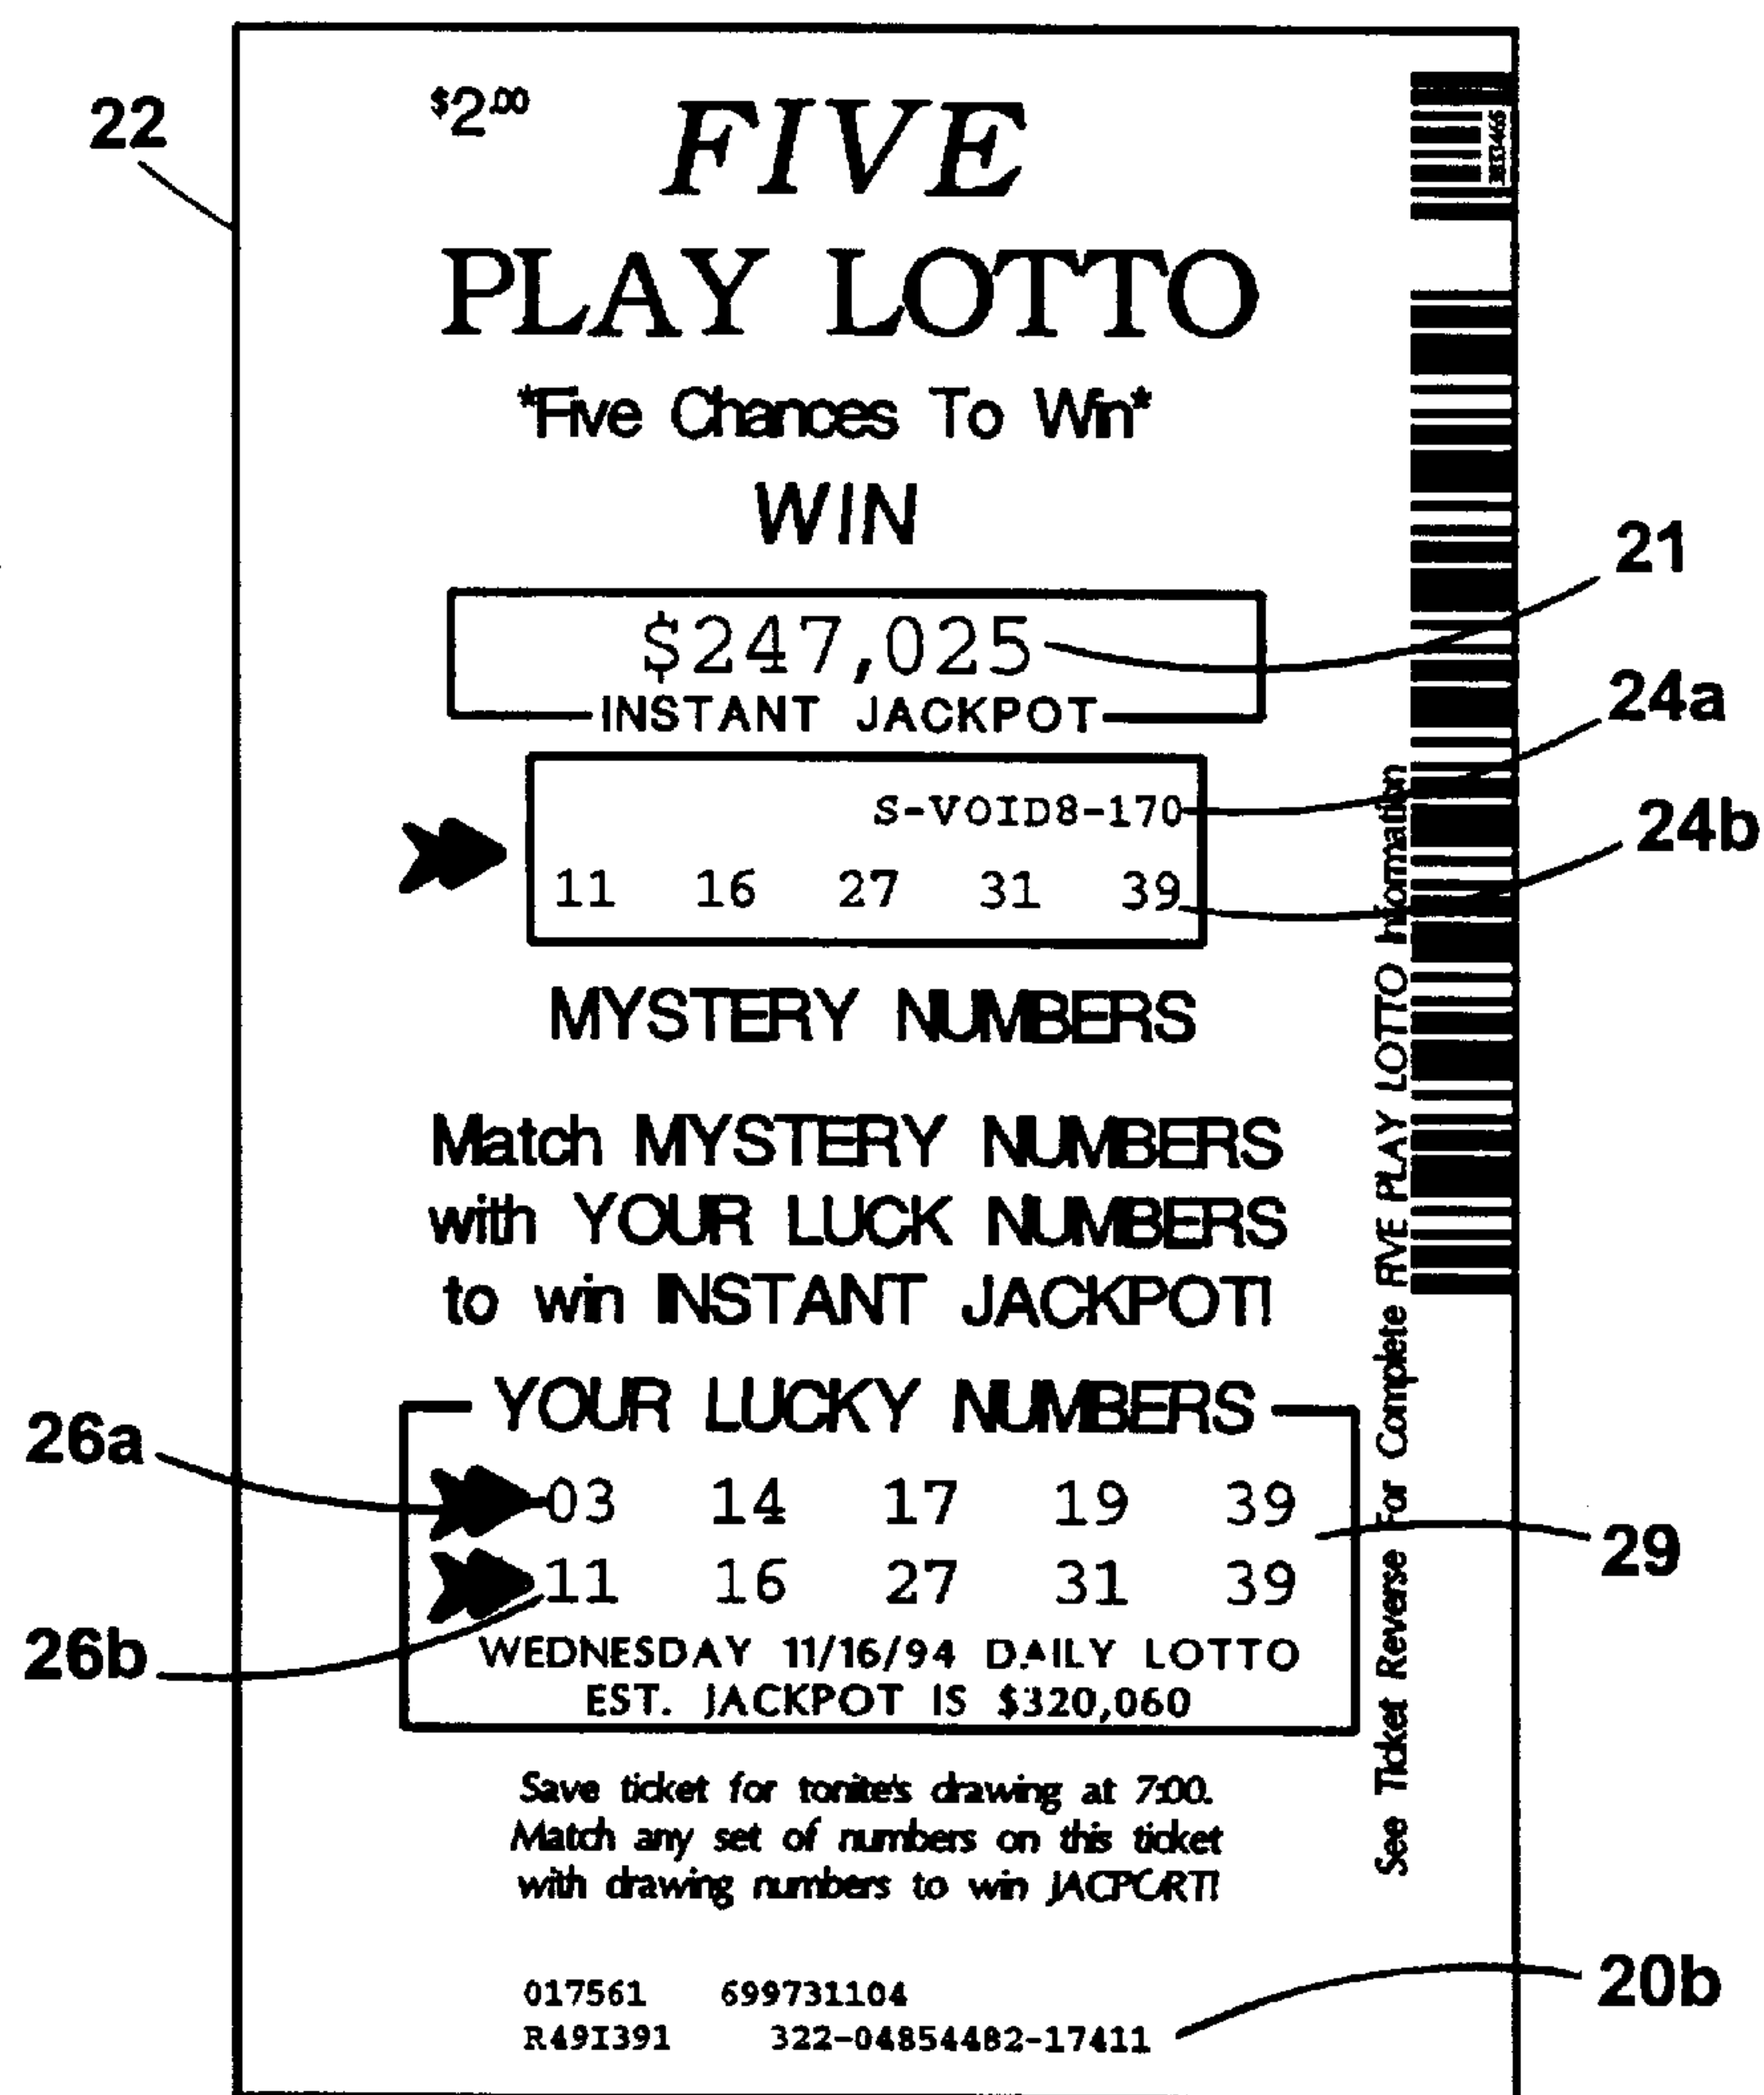 22
$2.00
FIVE
PLAY LOTTO
*Five Chances To Win*
WIN
$247,025
21
INSTANT JACKPOT
24a
S-VOID8-170
24b
11 16 27 31 39
MYSTERY NUMBERS
Match MYSTERY NUMBERS
with YOUR LUCK NUMBERS
to win INSTANT JACKPOT!
YOUR LUCKY NUMBERS
26a
03 14 17 19 39
29
11 16 27 31 39
26b
WEDNESDAY 11/16/94 DAILY LOTTO
EST. JACKPOT IS $320,060
Save ticket for tonite's drawing at 7:00.
Match any set of numbers on this ticket
with drawing numbers to win
017561 699731104
R49I391 322-04854482-17411
20b
See Ticket Reverse For Complete FIVE PLAY LOTTO Information